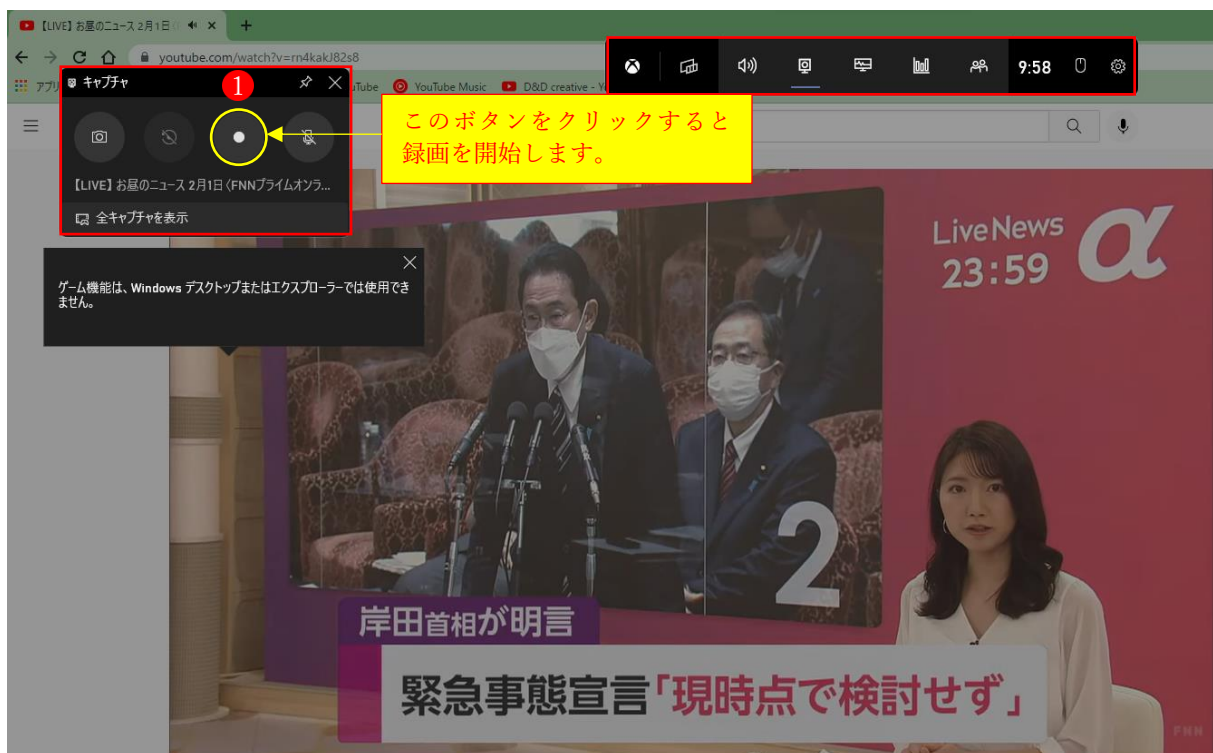 【LIVE】お昼のニュース 2月1日
youtube.com/watch?v=rn4kakJ82s8
9:58
YouTube Music
D&D creative - Y
キャプチャ
1
このボタンをクリックすると
録画を開始します。
【LIVE】お昼のニュース 2月1日〈FNNプライムオンラ...
全キャプチャを表示
ゲーム機能は、Windows デスクトップまたはエクスプローラーでは使用でき
ません。
Live News α
23:59
2
岸田首相が明言
緊急事態宣言「現時点で検討せず」
FNN